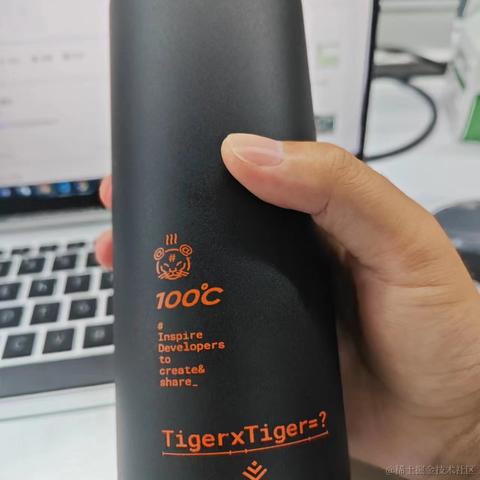 #
100℃
#
Inspire
Developers
to
create&
share_
TigerxTiger=?
@稀土掘金技术社区